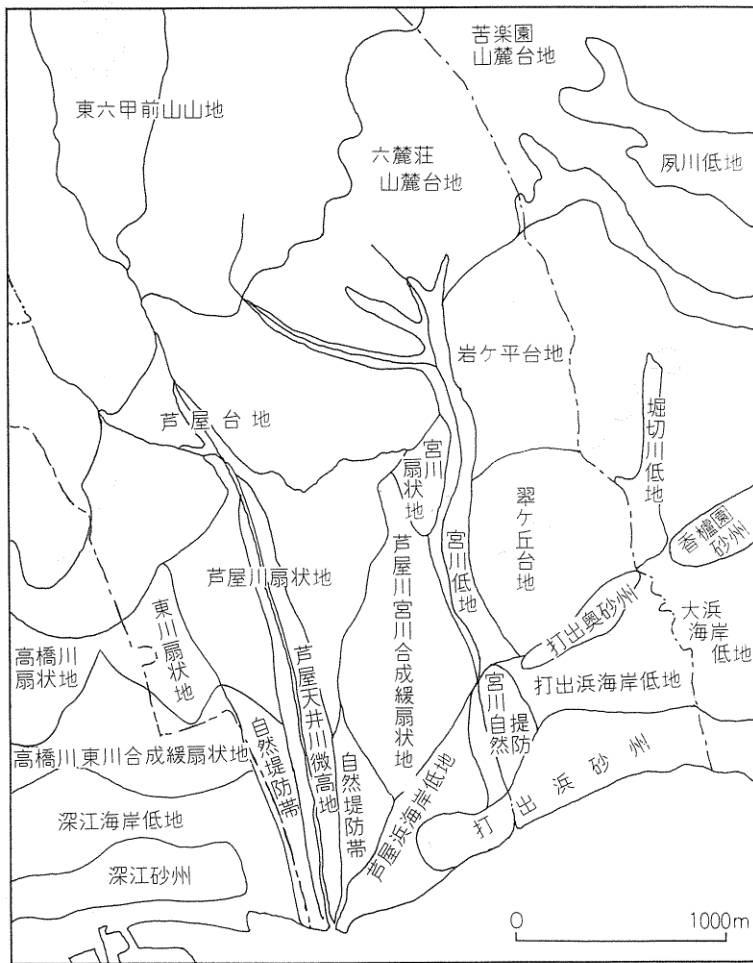 苦楽園
山麓台地
東六甲前山山地
六麓荘
山麓台地
夙川低地
岩ケ平台地
芦屋台地
堀切川低地
宮川
扇状地
翠ケ丘台地
香櫨園
砂州
芦屋川扇状地
芦屋川宮川合成緩扇状地
宮川低地
打出奥砂州
大浜
海岸
低地
東川
扇状地
高橋川
扇状地
芦屋天井川微高地
打出浜海岸低地
宮川自然
堤防
高橋川東川合成緩扇状地
自然堤防帯
自然堤防帯
芦屋浜海岸低地
打出浜砂州
深江海岸低地
深江砂州
0 1000m